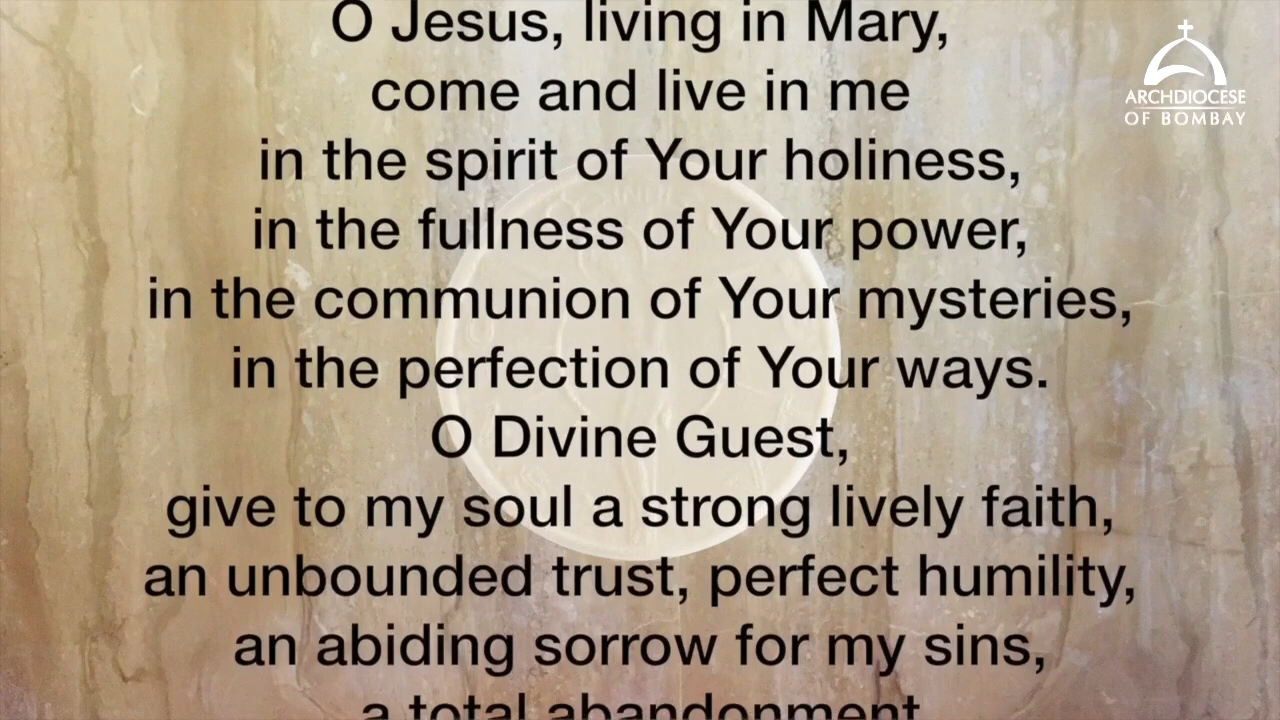 O Jesus, living in Mary,
come and live in me
in the spirit of Your holiness,
in the fullness of Your power,
in the communion of Your mysteries,
in the perfection of Your ways.
O Divine Guest,
give to my soul a strong lively faith,
an unbounded trust, perfect humility,
an abiding sorrow for my sins,
a total abandonment
ARCHDIOCESE
OF BOMBAY